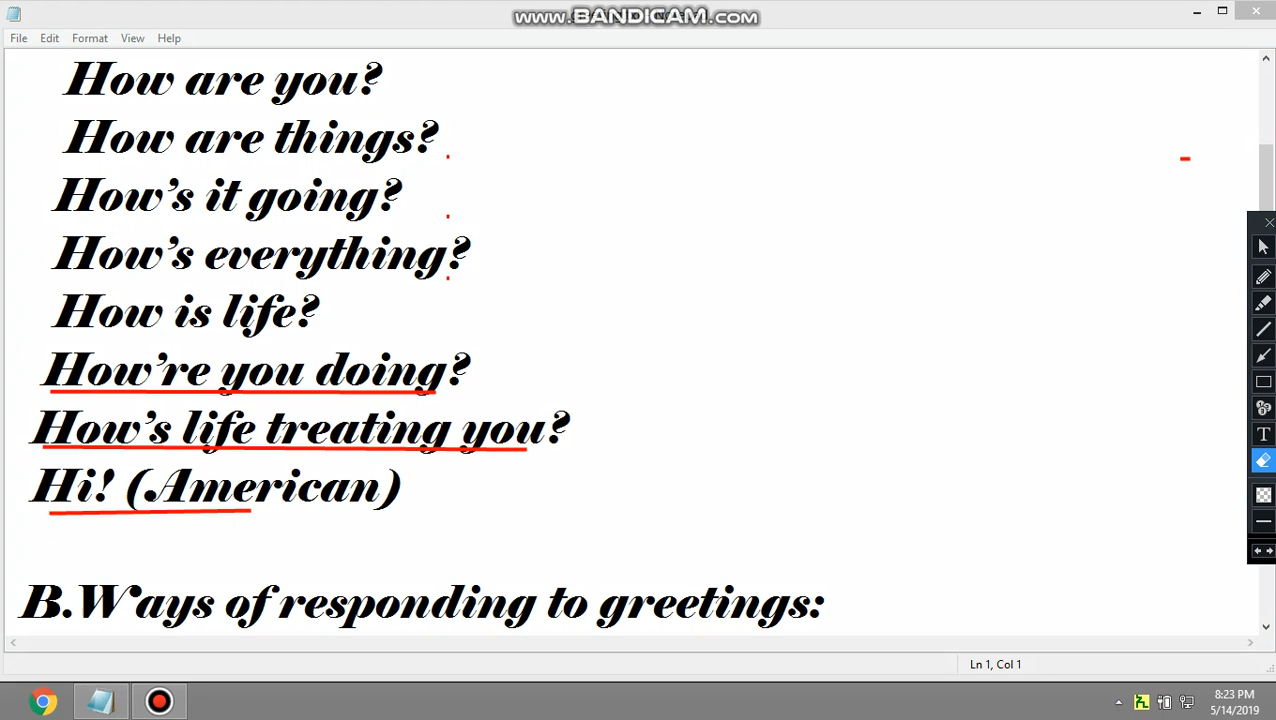 www.BANDICAM.com
File Edit Format View Help
How are you?
How are things?
How's it going?
How's everything?
How is life?
How're you doing?
How's life treating you?
Hi! (American)
B.Ways of responding to greetings:
Ln 1, Col 1
8:23 PM
5/14/2019